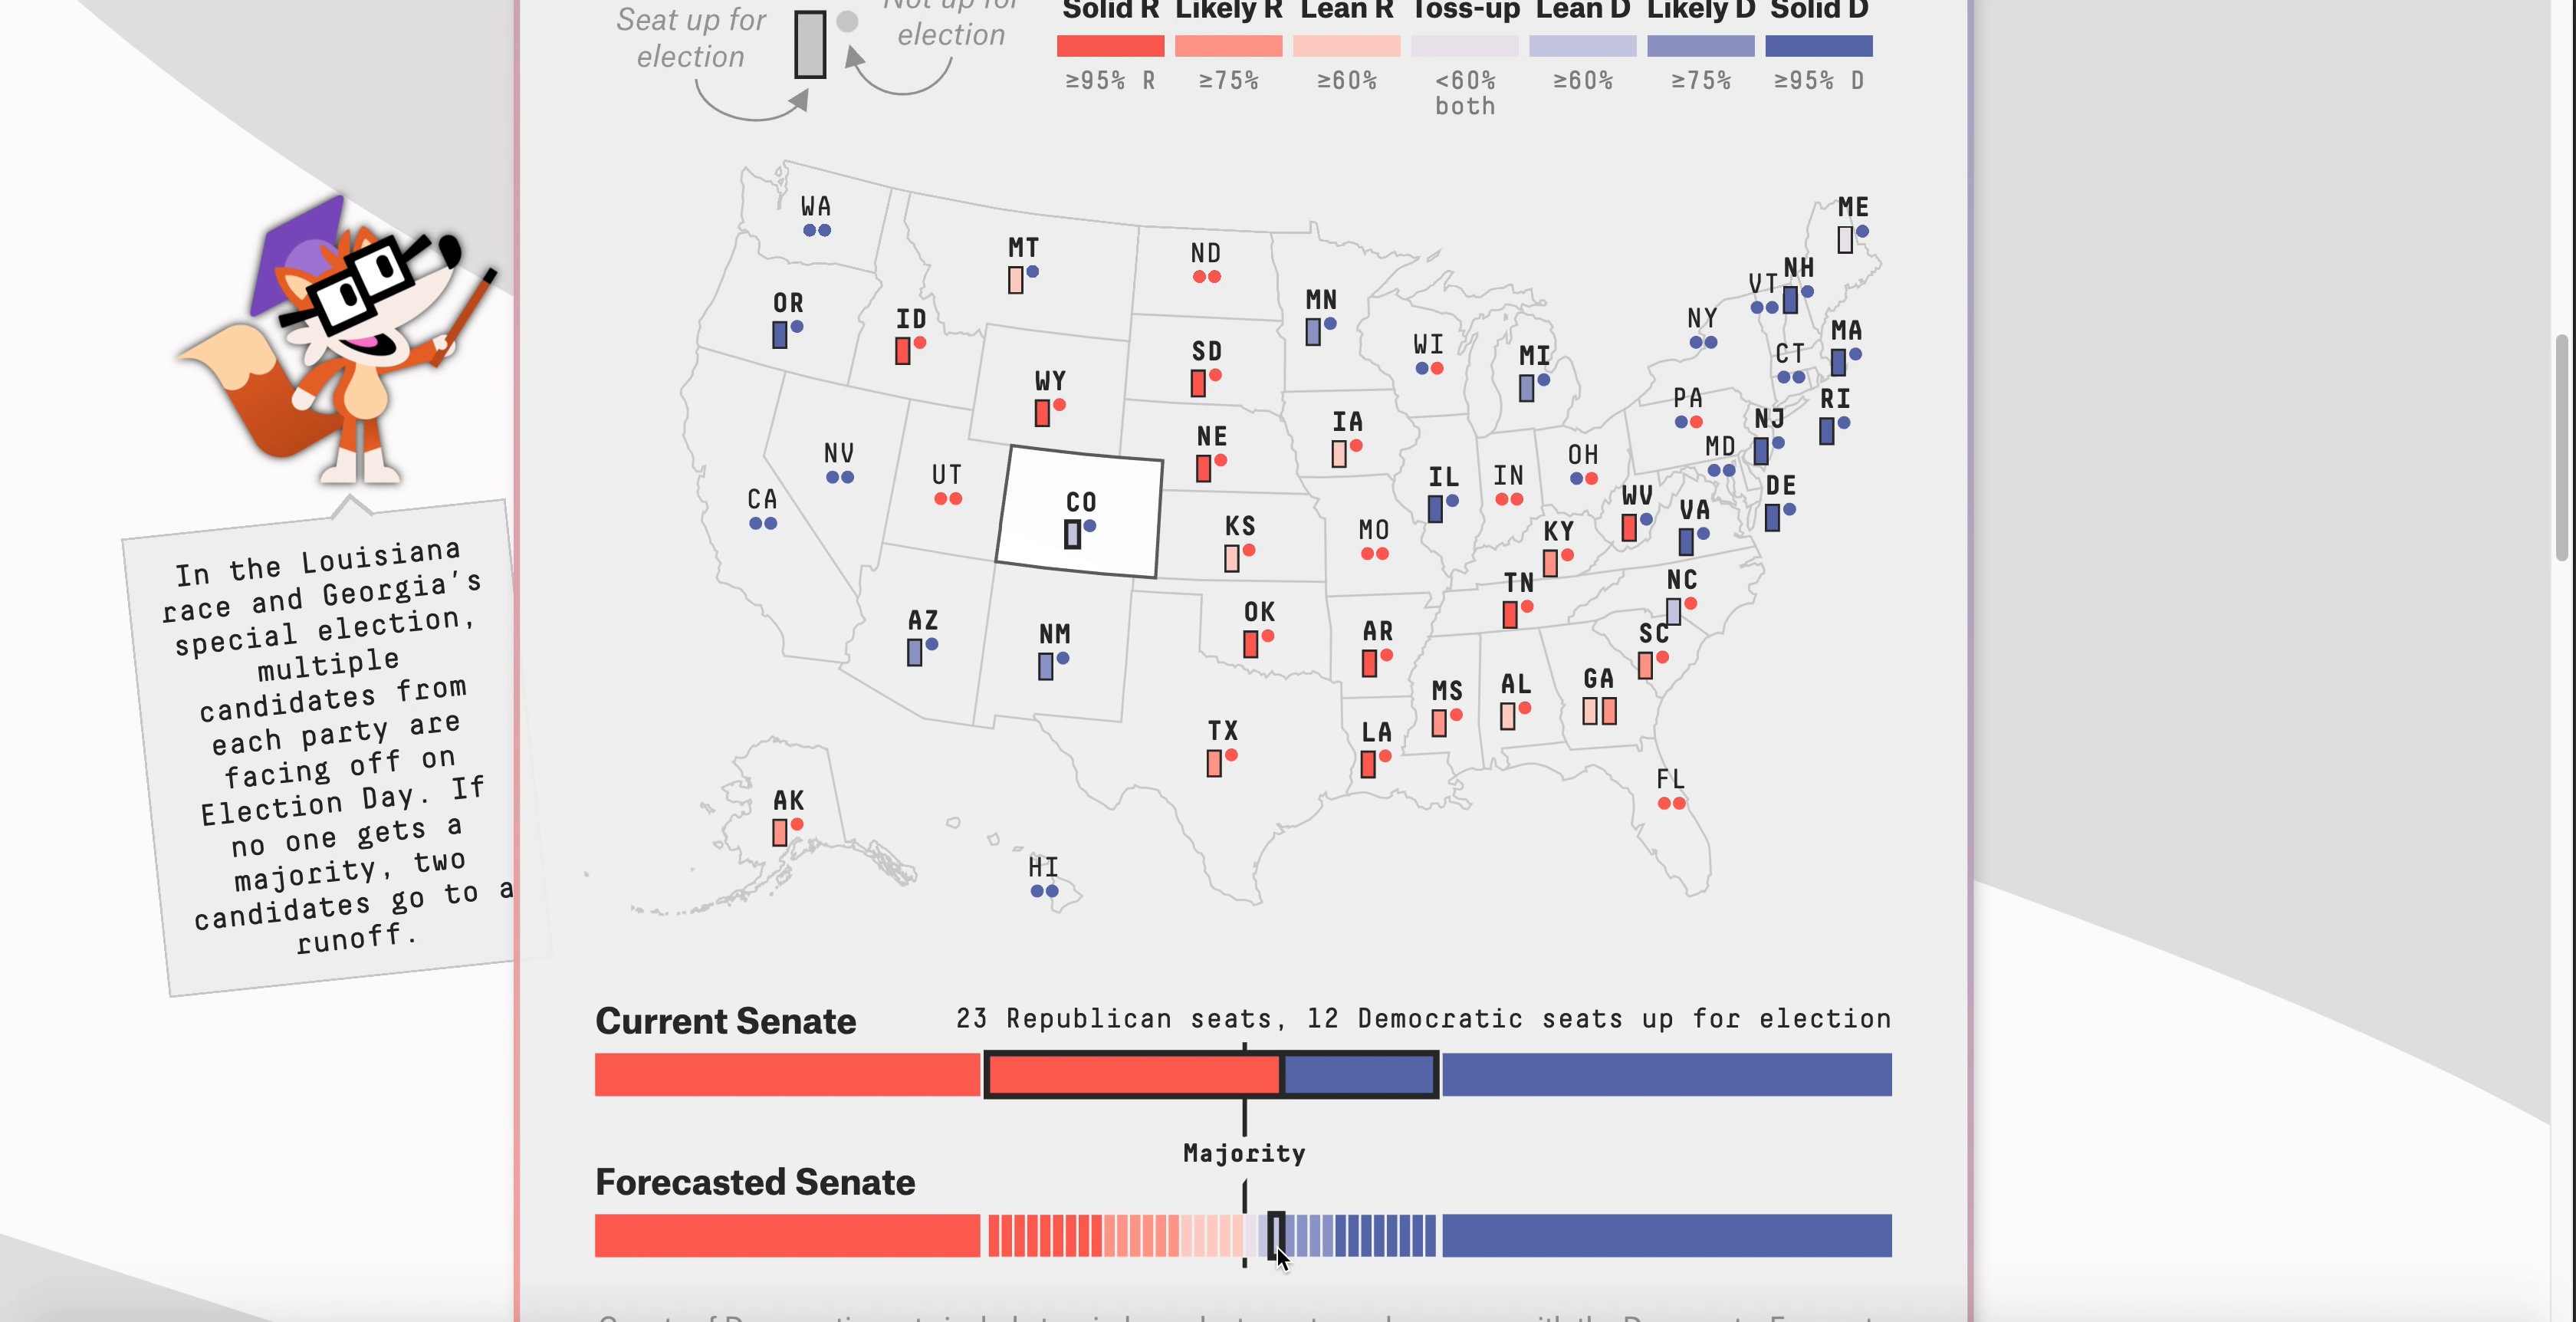 Seat up for
election
Not up for
election
Solid R Likely R Lean R Toss-up Lean D Likely D Solid D
≥95% R ≥75% ≥60% <60% ≥60% ≥75% ≥95% D
both
WA
ME
MT
ND
NH
VT
OR
MN
ID
NY
MA
WI
SD
CT
MI
WY
PA
RI
IA
NJ
NE
MD
NV
OH
UT
IN
IL
DE
CA
CO
WV
VA
KS
MO
KY
NC
TN
OK
AZ
AR
NM
SC
GA
AL
MS
TX
LA
FL
AK
HI
In the Louisiana
race and Georgia's
special election,
multiple
candidates from
each party are
facing off on
Election Day. If
no one gets a
majority, two
candidates go to a
runoff.
Current Senate 23 Republican seats, 12 Democratic seats up for election
Majority
Forecasted Senate